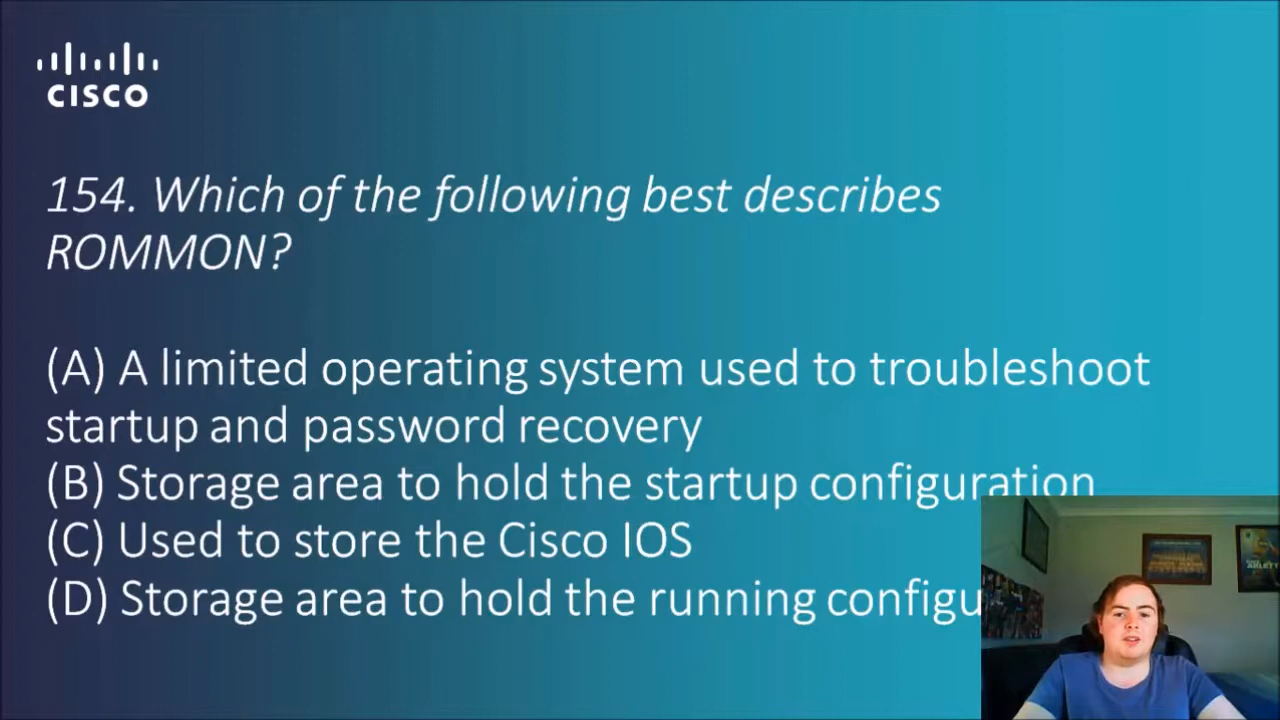 CISCO
154. Which of the following best describes
ROMMON?
(A) A limited operating system used to troubleshoot
startup and password recovery
(B) Storage area to hold the startup configuration
(C) Used to store the Cisco IOS
(D) Storage area to hold the running configu